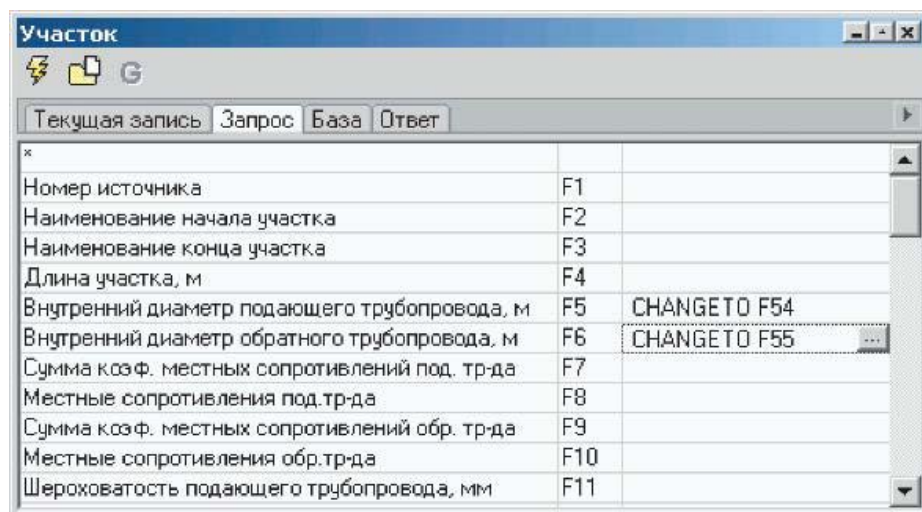 Участок
G
Текущая запись Запрос База Ответ
*
Номер источника F1
Наименование начала участка F2
Наименование конца участка F3
Длина участка, м F4
Внутренний диаметр подающего трубопровода, м F5 CHANGETO F54
Внутренний диаметр обратного трубопровода, м F6 CHANGETO F55 ...
Сумма коэф. местных сопротивлений под. тр-да F7
Местные сопротивления под.тр-да F8
Сумма коэф. местных сопротивлений обр. тр-да F9
Местные сопротивления обр.тр-да F10
Шероховатость подающего трубопровода, мм F11